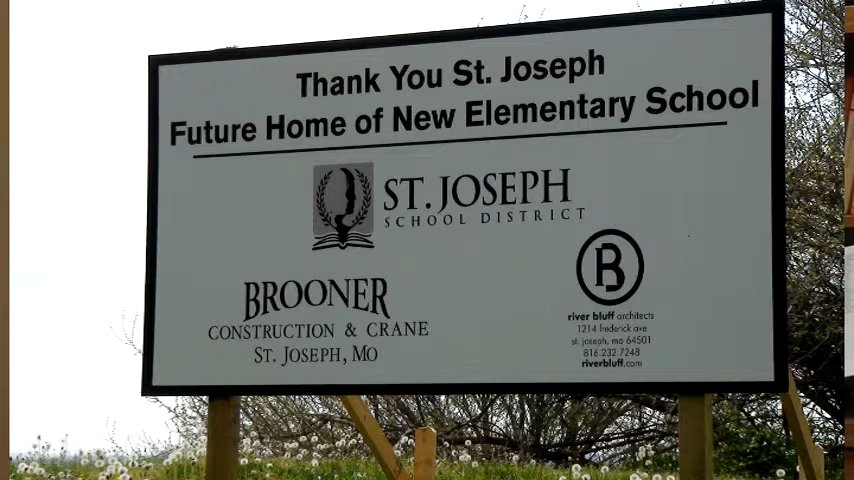 Thank You St. Joseph
Future Home of New Elementary School
ST. JOSEPH
SCHOOL DISTRICT
BROONER
CONSTRUCTION & CRANE
ST. JOSEPH, MO
B
river bluff architects
1214 frederick ave
st. joseph, mo 64501
816.232.7248
riverbluff.com